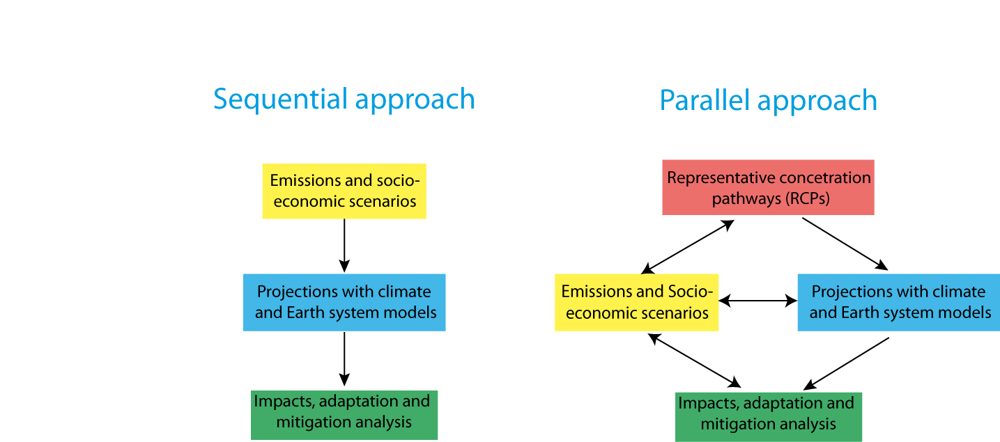 Sequential approach
Emissions and socio-
economic scenarios
Projections with climate
and Earth system models
Impacts, adaptation and
mitigation analysis
Parallel approach
Representative concetration
pathways (RCPs)
Emissions and Socio-
economic scenarios
Projections with climate
and Earth system models
Impacts, adaptation and
mitigation analysis